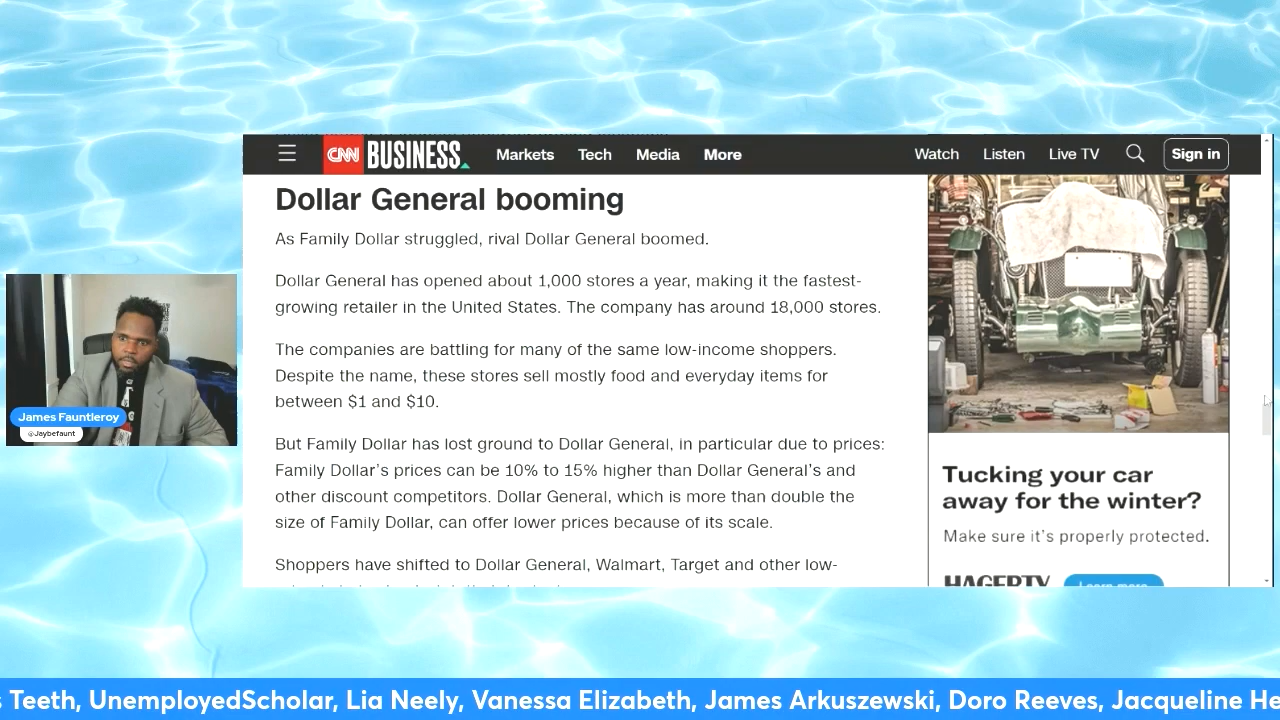 CNN BUSINESS Markets Tech Media More Watch Listen Live TV Sign in
Dollar General booming
As Family Dollar struggled, rival Dollar General boomed.
Dollar General has opened about 1,000 stores a year, making it the fastest-
growing retailer in the United States. The company has around 18,000 stores.
The companies are battling for many of the same low-income shoppers.
Despite the name, these stores sell mostly food and everyday items for
between $1 and $10.
But Family Dollar has lost ground to Dollar General, in particular due to prices:
Family Dollar's prices can be 10% to 15% higher than Dollar General's and
other discount competitors. Dollar General, which is more than double the
size of Family Dollar, can offer lower prices because of its scale.
Shoppers have shifted to Dollar General, Walmart, Target and other low-
Tucking your car
away for the winter?
Make sure it's properly protected.
HAGERTY Learn more
James Fauntleroy
@Jaybefaunt
s Teeth, UnemployedScholar, Lia Neely, Vanessa Elizabeth, James Arkuszewski, Doro Reeves, Jacqueline He